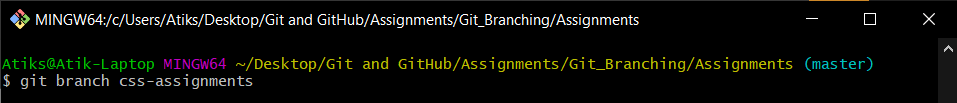 MINGW64:/c/Users/Atiks/Desktop/Git and GitHub/Assignments/Git_Branching/Assignments
Atiks@Atik-Laptop MINGW64 ~/Desktop/Git and GitHub/Assignments/Git_Branching/Assignments (master)
$ git branch css-assignments